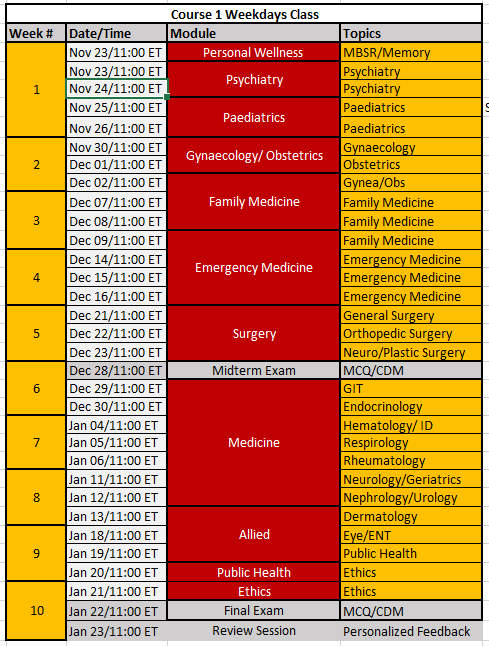 Course 1 Weekdays Class
Week # Date/Time Module Topics
1 Nov 23/11:00 ET Personal Wellness MBSR/Memory
Nov 23/11:00 ET Psychiatry Psychiatry
Nov 24/11:00 ET Psychiatry
Nov 25/11:00 ET Paediatrics Paediatrics
Nov 26/11:00 ET Paediatrics
2 Nov 30/11:00 ET Gynaecology/ Obstetrics Gynaecology
Dec 01/11:00 ET Obstetrics
Dec 02/11:00 ET Family Medicine Gynea/Obs
3 Dec 07/11:00 ET Family Medicine
Dec 08/11:00 ET Family Medicine
Dec 09/11:00 ET Emergency Medicine Family Medicine
4 Dec 14/11:00 ET Emergency Medicine
Dec 15/11:00 ET Emergency Medicine
Dec 16/11:00 ET Emergency Medicine
5 Dec 21/11:00 ET Surgery General Surgery
Dec 22/11:00 ET Orthopedic Surgery
Dec 23/11:00 ET Neuro/Plastic Surgery
6 Dec 28/11:00 ET Midterm Exam MCQ/CDM
Dec 29/11:00 ET Medicine GIT
Dec 30/11:00 ET Endocrinology
7 Jan 04/11:00 ET Hematology/ ID
Jan 05/11:00 ET Respirology
Jan 06/11:00 ET Rheumatology
8 Jan 11/11:00 ET Neurology/Geriatrics
Jan 12/11:00 ET Nephrology/Urology
Jan 13/11:00 ET Allied Dermatology
9 Jan 18/11:00 ET Eye/ENT
Jan 19/11:00 ET Public Health
Jan 20/11:00 ET Public Health Ethics
10 Jan 21/11:00 ET Ethics Ethics
Jan 22/11:00 ET Final Exam MCQ/CDM
Jan 23/11:00 ET Review Session Personalized Feedback